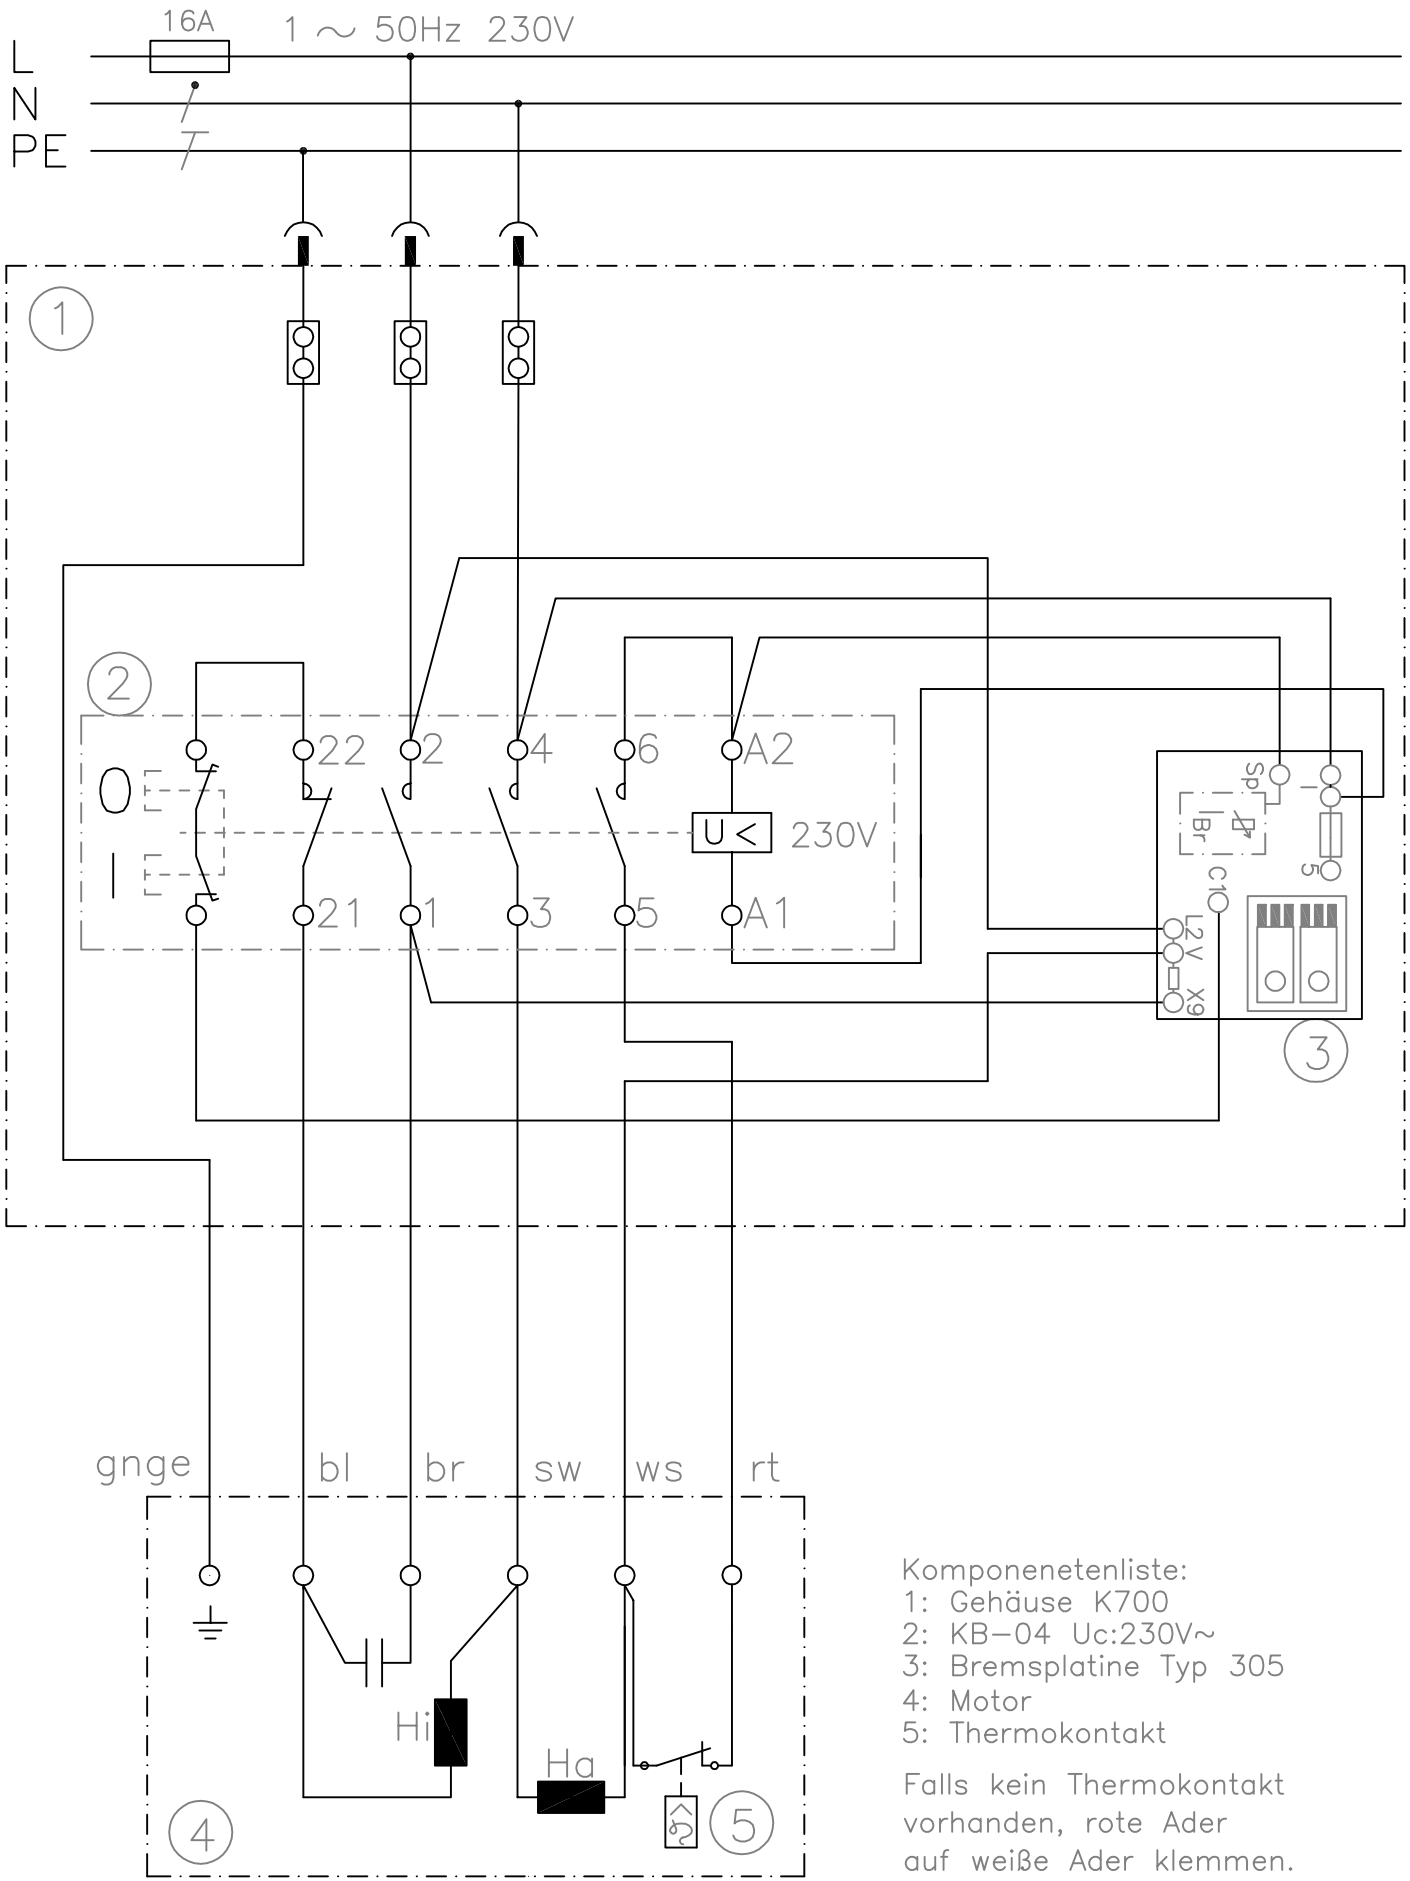 16A
1 ~ 50Hz 230V
L
N
PE
1
2
22
2
4
6
A2
O
I
U<
230V
21
1
3
5
A1
Sp
I
Br
5
C1
L2
V
X9
3
gnge
bl
br
sw
ws
rt
Hi
Ha
4
5
Komponenetenliste:
1: Gehäuse K700
2: KB-04 Uc:230V~
3: Bremsplatine Typ 305
4: Motor
5: Thermokontakt
Falls kein Thermokontakt
vorhanden, rote Ader
auf weiße Ader klemmen.